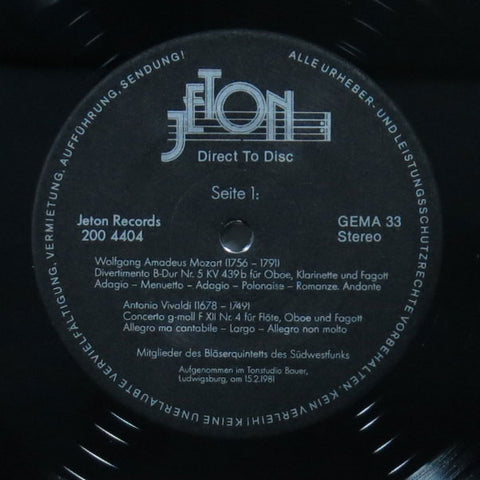 ALLE URHEBER- UND LEISTUNGSSCHUTZRECHTE VORBEHALTEN. KEIN VERLEIH! KEINE UNERLAUBTE VERVIELFÄLTIGUNG, VERMIETUNG, AUFFÜHRUNG, SENDUNG!
JETON
Direct To Disc
Seite 1:
Jeton Records GEMA 33
200 4404 Stereo
Wolfgang Amadeus Mozart (1756 – 1791)
Divertimento B-Dur Nr. 5 KV 439 b für Oboe, Klarinette und Fagott
Adagio – Menuetto – Adagio – Polonaise – Romanze. Andante
Antonio Vivaldi (1678 – 1749)
Concerto g-moll F XII Nr. 4 für Flöte, Oboe und Fagott
Allegro ma cantabile – Largo – Allegro non molto
Mitglieder des Bläserquintetts des Südwestfunks
Aufgenommen im Tonstudio Bauer,
Ludwigsburg, am 15.2.1981